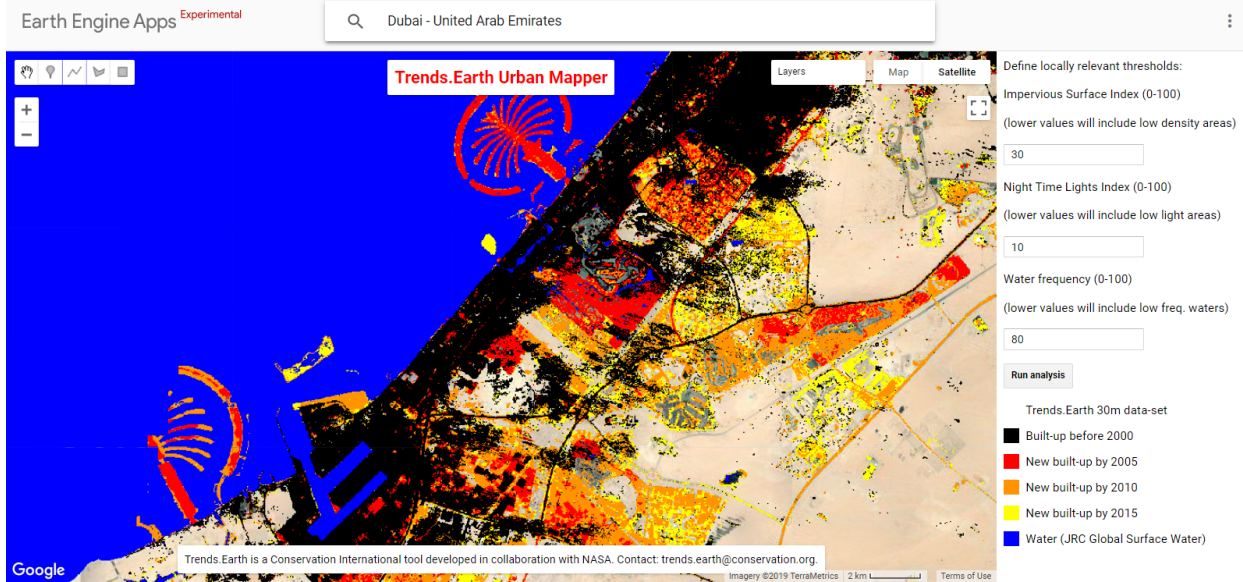 Earth Engine Apps Experimental
Dubai - United Arab Emirates
Trends.Earth Urban Mapper
Layers
Map
Satellite
+
−
Define locally relevant thresholds:
Impervious Surface Index (0-100)
(lower values will include low density areas)
30
Night Time Lights Index (0-100)
(lower values will include low light areas)
10
Water frequency (0-100)
(lower values will include low freq. waters)
80
Run analysis
Trends.Earth 30m data-set
Built-up before 2000
New built-up by 2005
New built-up by 2010
New built-up by 2015
Water (JRC Global Surface Water)
Trends.Earth is a Conservation International tool developed in collaboration with NASA. Contact: trends.earth@conservation.org.
Google
Imagery ©2019 TerraMetrics
2 km
Terms of Use